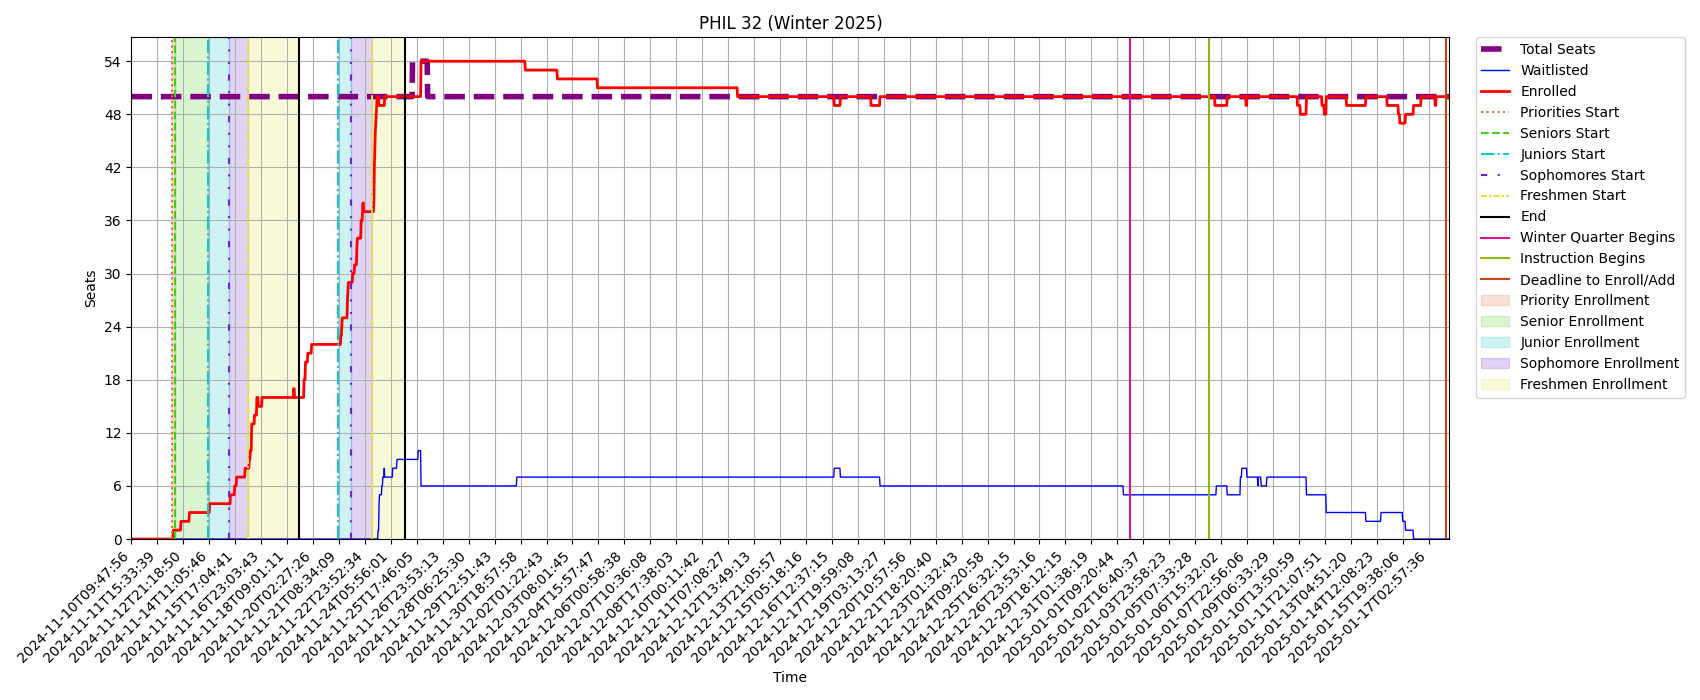 PHIL 32 (Winter 2025)
Seats
54
48
42
36
30
24
18
12
6
0
2024-11-10T09:47:56
2024-11-11T15:33:39
2024-11-12T21:18:50
2024-11-14T11:05:46
2024-11-15T17:04:41
2024-11-16T23:03:43
2024-11-18T09:01:11
2024-11-20T02:27:26
2024-11-21T08:34:09
2024-11-22T23:52:34
2024-11-24T05:56:01
2024-11-25T17:46:05
2024-11-26T23:53:13
2024-11-28T06:25:30
2024-11-29T12:51:43
2024-11-30T18:57:58
2024-12-02T01:22:43
2024-12-03T08:01:45
2024-12-04T15:57:47
2024-12-06T00:58:38
2024-12-07T10:36:08
2024-12-08T17:38:03
2024-12-10T00:11:42
2024-12-11T07:08:27
2024-12-12T13:49:13
2024-12-13T21:05:57
2024-12-15T05:18:16
2024-12-16T12:37:15
2024-12-17T19:59:08
2024-12-19T03:13:27
2024-12-20T10:57:56
2024-12-21T18:20:40
2024-12-23T01:32:43
2024-12-24T09:20:58
2024-12-25T16:32:15
2024-12-26T23:53:16
2024-12-29T18:12:15
2024-12-31T01:38:19
2025-01-01T09:20:44
2025-01-02T16:40:37
2025-01-03T23:58:23
2025-01-05T07:33:28
2025-01-06T15:32:02
2025-01-07T22:56:06
2025-01-09T06:33:29
2025-01-10T13:50:59
2025-01-11T21:07:51
2025-01-13T04:51:20
2025-01-14T12:08:23
2025-01-15T19:38:06
2025-01-17T02:57:36
Time
Total Seats
Waitlisted
Enrolled
Priorities Start
Seniors Start
Juniors Start
Sophomores Start
Freshmen Start
End
Winter Quarter Begins
Instruction Begins
Deadline to Enroll/Add
Priority Enrollment
Senior Enrollment
Junior Enrollment
Sophomore Enrollment
Freshmen Enrollment